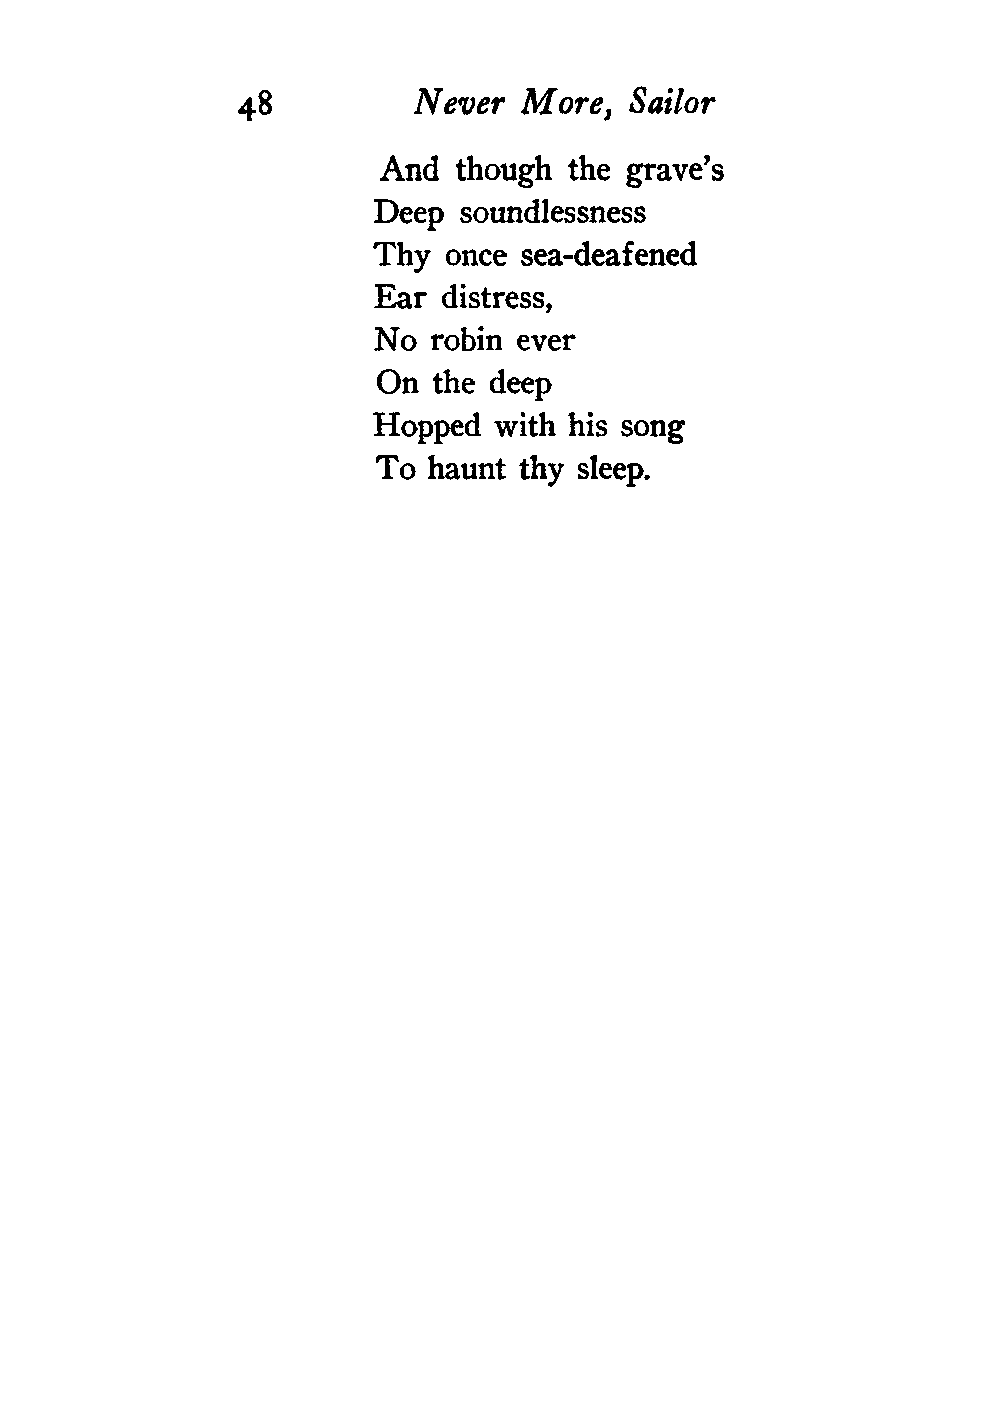 48 Never More, Sailor
And though the grave's
Deep soundlessness
Thy once sea-deafened
Ear distress,
No robin ever
On the deep
Hopped with his song
To haunt thy sleep.